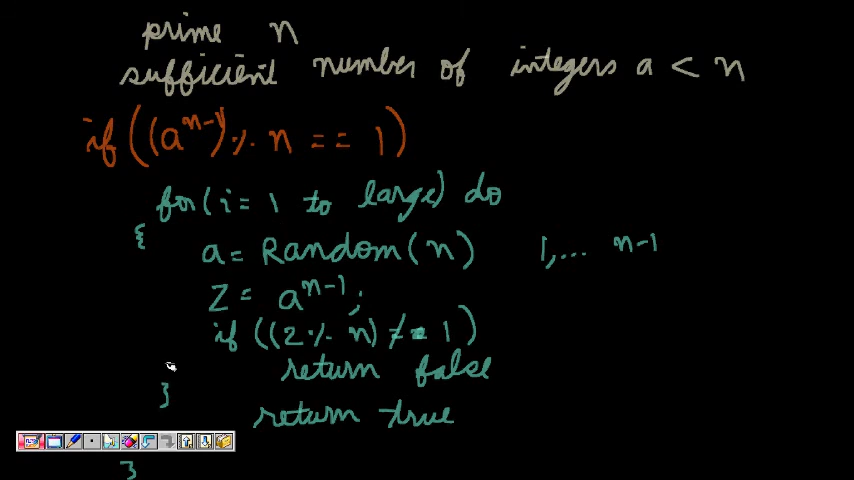 prime n
sufficient number of integers a < n
if((a^{n-1})% n == 1)
for(i=1 to large) do
{
a= Random(n) 1,... n-1
Z= a^{n-1};
if ((Z% n) ≠= 1)
return false
}
return true
}